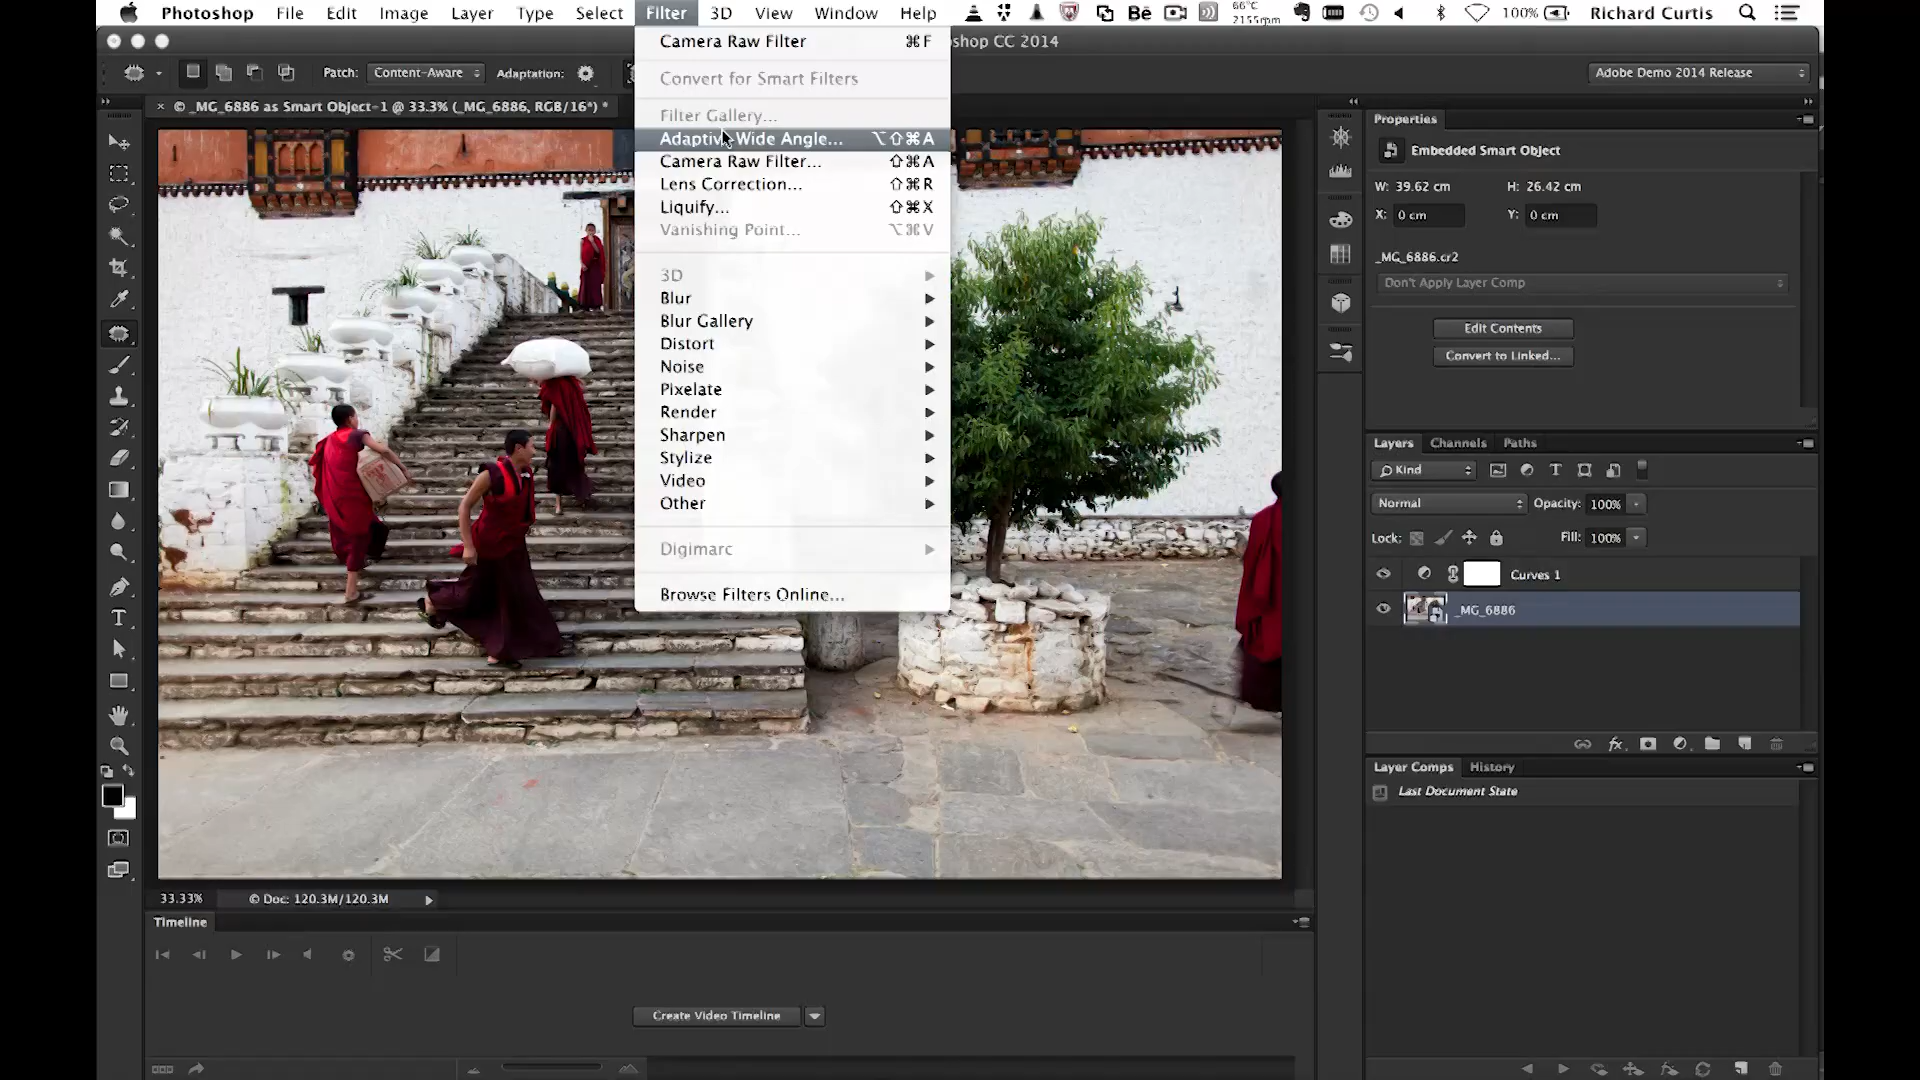 Photoshop File Edit Image Layer Type Select Filter 3D View Window Help Bē 66°C 2155rpm 100% Richard Curtis
shop CC 2014
Patch: Content-Aware Adaptation: Adobe Demo 2014 Release
× © _MG_6886 as Smart Object-1 @ 33.3% (_MG_6886, RGB/16*) *
Camera Raw Filter ⌘F
Convert for Smart Filters
Filter Gallery...
Adaptive Wide Angle... ⌥⇧⌘A
Camera Raw Filter... ⇧⌘A
Lens Correction... ⇧⌘R
Liquify... ⇧⌘X
Vanishing Point... ⌥⌘V
3D
Blur
Blur Gallery
Distort
Noise
Pixelate
Render
Sharpen
Stylize
Video
Other
Digimarc
Browse Filters Online...
Properties
Embedded Smart Object
W: 39.62 cm H: 26.42 cm
X: 0 cm Y: 0 cm
_MG_6886.cr2
Don't Apply Layer Comp
Edit Contents
Convert to Linked...
Layers Channels Paths
Kind
Normal Opacity: 100%
Lock: Fill: 100%
Curves 1
_MG_6886
fx
Layer Comps History
Last Document State
33.33% © Doc: 120.3M/120.3M
Timeline
Create Video Timeline